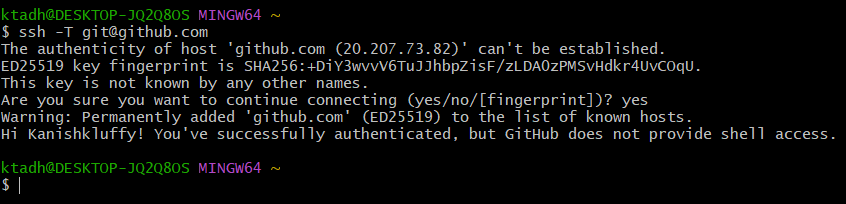 ktadh@DESKTOP-JQ2Q8OS MINGW64 ~
$ ssh -T git@github.com
The authenticity of host 'github.com (20.207.73.82)' can't be established.
ED25519 key fingerprint is SHA256:+DiY3wvvV6TuJJhbpZisF/zLDA0zPMSvHdkr4UvCOqU.
This key is not known by any other names.
Are you sure you want to continue connecting (yes/no/[fingerprint])? yes
Warning: Permanently added 'github.com' (ED25519) to the list of known hosts.
Hi Kanishkluffy! You've successfully authenticated, but GitHub does not provide shell access.
ktadh@DESKTOP-JQ2Q8OS MINGW64 ~
$